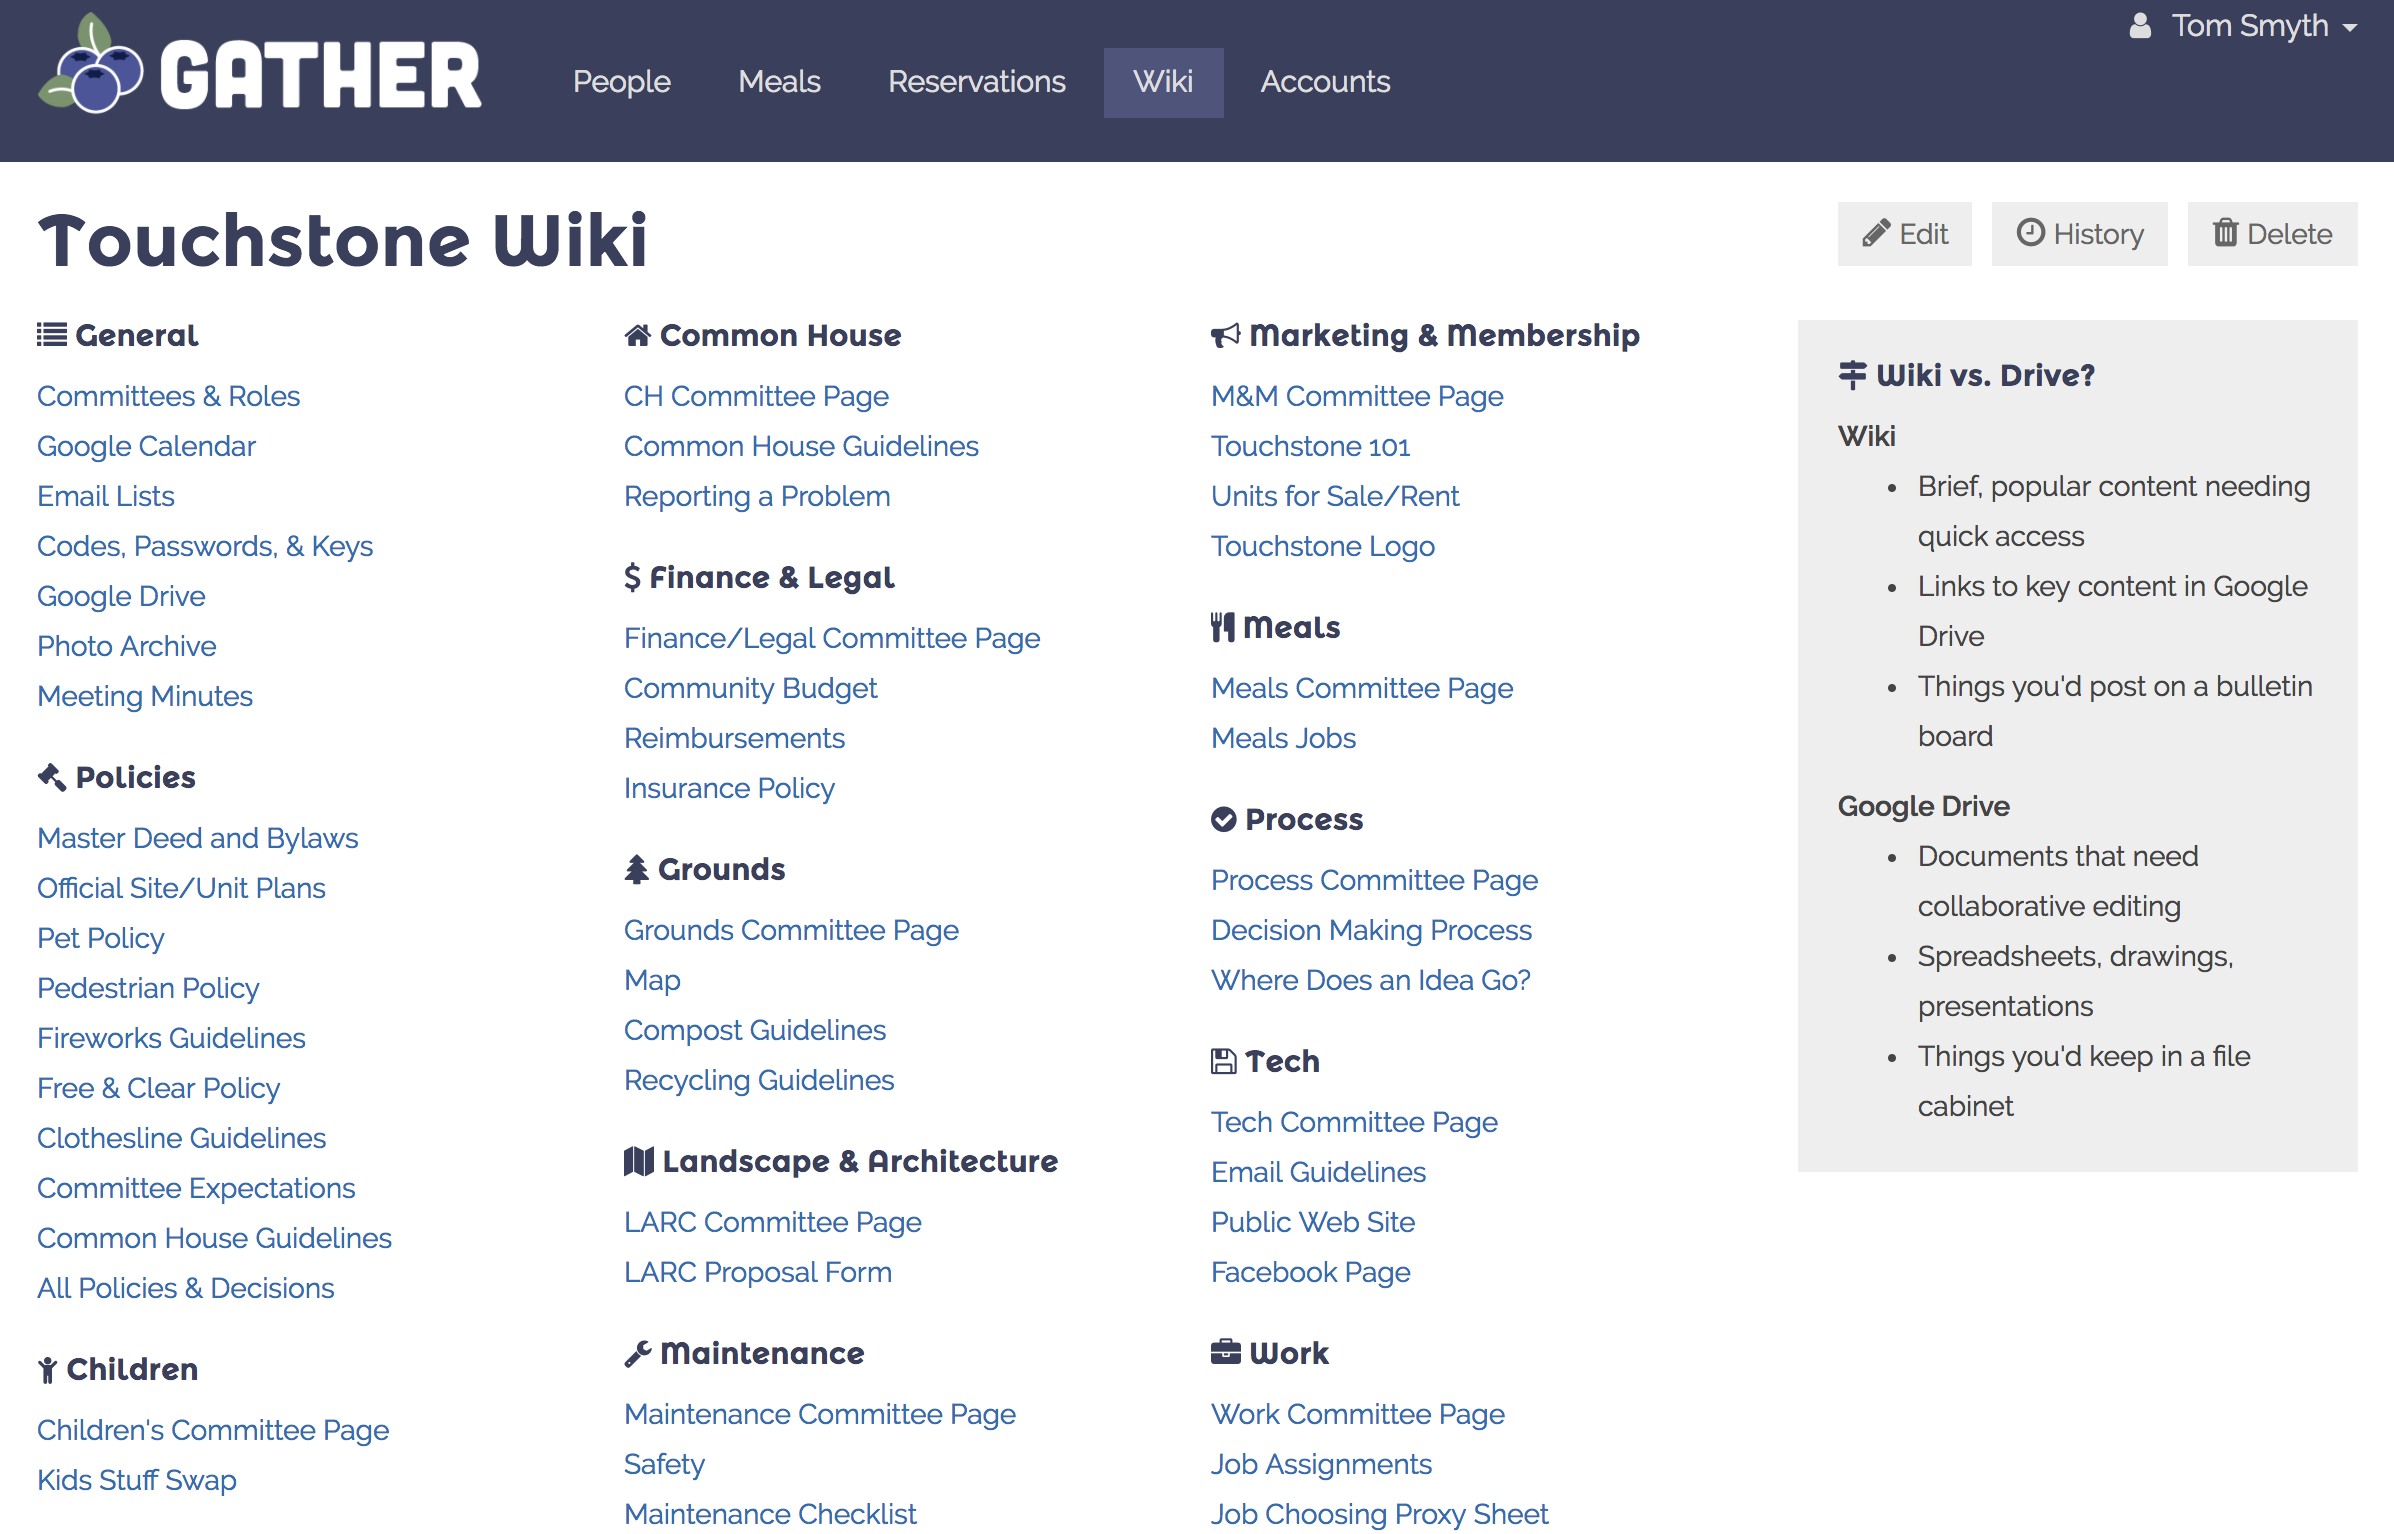 GATHER
People
Meals
Reservations
Wiki
Accounts
Tom Smyth
Touchstone Wiki
Edit
History
Delete
General
Committees & Roles
Google Calendar
Email Lists
Codes, Passwords, & Keys
Google Drive
Photo Archive
Meeting Minutes
Policies
Master Deed and Bylaws
Official Site/Unit Plans
Pet Policy
Pedestrian Policy
Fireworks Guidelines
Free & Clear Policy
Clothesline Guidelines
Committee Expectations
Common House Guidelines
All Policies & Decisions
Children
Children's Committee Page
Kids Stuff Swap
Common House
CH Committee Page
Common House Guidelines
Reporting a Problem
$ Finance & Legal
Finance/Legal Committee Page
Community Budget
Reimbursements
Insurance Policy
Grounds
Grounds Committee Page
Map
Compost Guidelines
Recycling Guidelines
Landscape & Architecture
LARC Committee Page
LARC Proposal Form
Maintenance
Maintenance Committee Page
Safety
Maintenance Checklist
Marketing & Membership
M&M Committee Page
Touchstone 101
Units for Sale/Rent
Touchstone Logo
Meals
Meals Committee Page
Meals Jobs
Process
Process Committee Page
Decision Making Process
Where Does an Idea Go?
Tech
Tech Committee Page
Email Guidelines
Public Web Site
Facebook Page
Work
Work Committee Page
Job Assignments
Job Choosing Proxy Sheet
Wiki vs. Drive?
Wiki
• Brief, popular content needing
quick access
• Links to key content in Google
Drive
• Things you'd post on a bulletin
board
Google Drive
• Documents that need
collaborative editing
• Spreadsheets, drawings,
presentations
• Things you'd keep in a file
cabinet